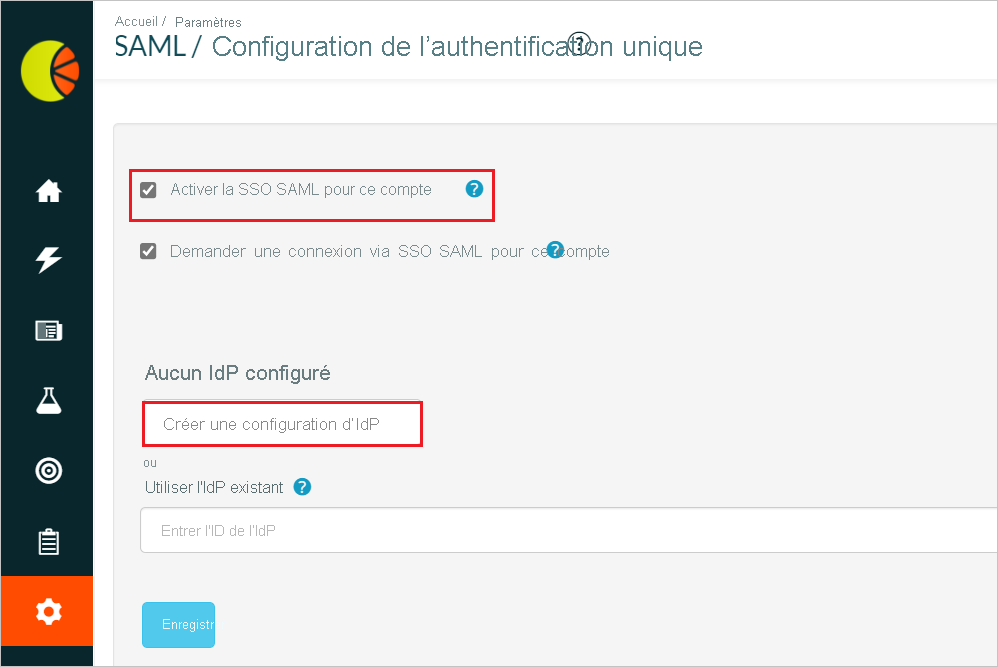 Accueil / Paramètres
SAML / Configuration de l’authentification unique
Activer la SSO SAML pour ce compte ?
Demander une connexion via SSO SAML pour ce compte ?
Aucun IdP configuré
Créer une configuration d’IdP
ou
Utiliser l'IdP existant ?
Entrer l'ID de l’IdP
Enregistr